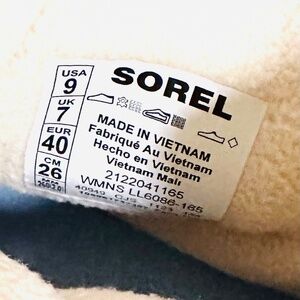 USA
9
UK
7
EUR
40
CM
26
SOREL
MADE IN VIETNAM
Fabriqué Au Vietnam
Hecho en Vietnam
Vietnam Malı
2122041165
WMNS LL6086-165